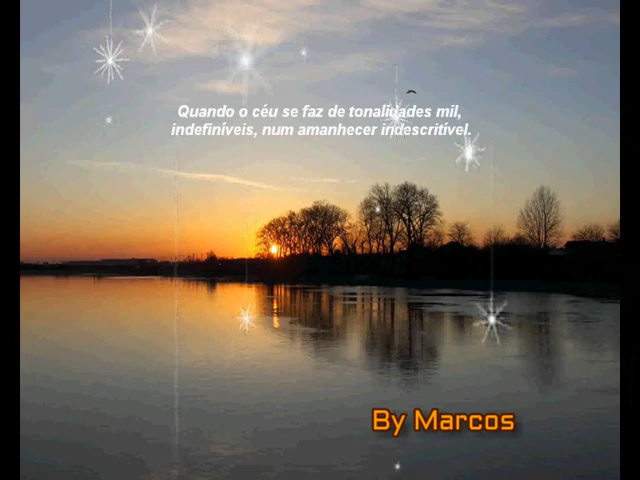 Quando o céu se faz de tonalidades mil,
indefiníveis, num amanhecer indescritível.
By Marcos